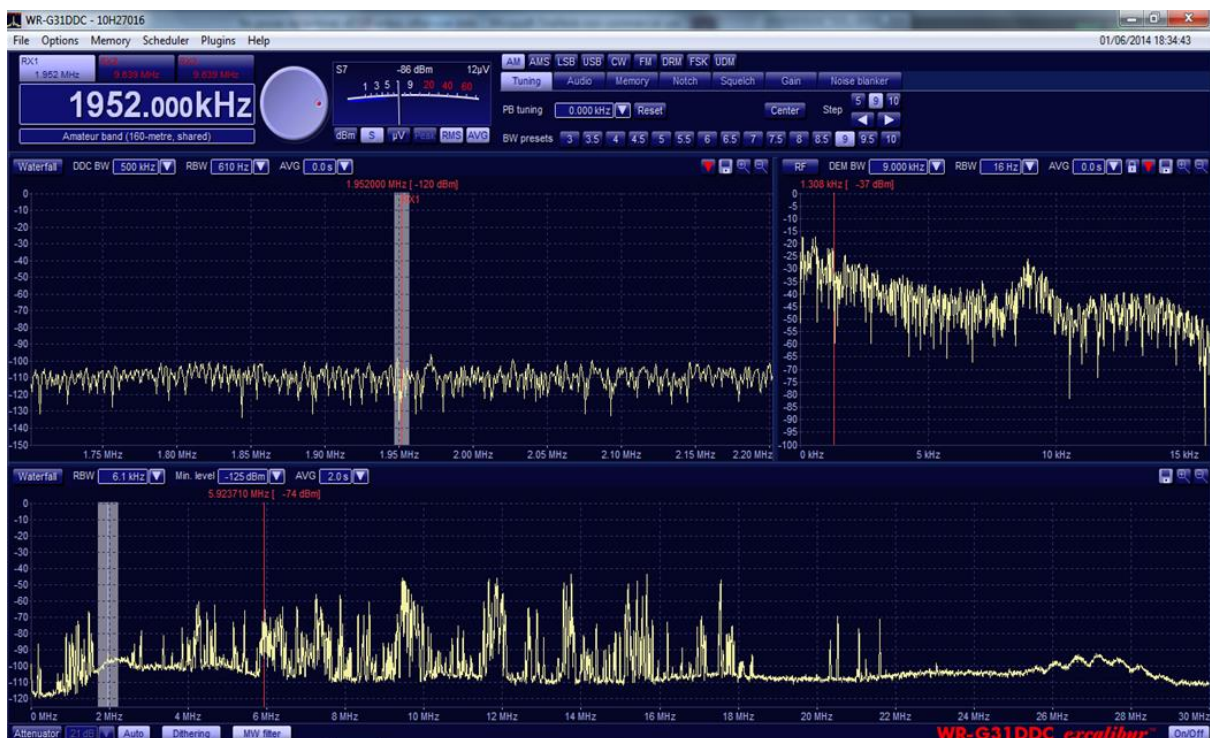 WR-G31DDC - 10H27016
File Options Memory Scheduler Plugins Help 01/06/2014 18:34:43
RX1
1.952 MHz 9.839 MHz 9.839 MHz
1952.000kHz
Amateur band (160-metre, shared)
S7 -86 dBm 12µV
1 3 5 7 9 20 40 60
dBm S µV Peak RMS AVG
AM AMS LSB USB CW FM DRM FSK UDM
Tuning Audio Memory Notch Squelch Gain Noise blanker
PB tuning 0.000 kHz Reset Center Step 5 9 10
BW presets 3 3.5 4 4.5 5 5.5 6 6.5 7 7.5 8 8.5 9 9.5 10
Waterfall DDC BW 500 kHz RBW 610 Hz AVG 0.0 s
1.952000 MHz [ -120 dBm]
RX1
0
-10
-20
-30
-40
-50
-60
-70
-80
-90
-100
-110
-120
-130
-140
-150
1.75 MHz 1.80 MHz 1.85 MHz 1.90 MHz 1.95 MHz 2.00 MHz 2.05 MHz 2.10 MHz 2.15 MHz 2.20 MHz
RF DEM BW 9.000 kHz RBW 16 Hz AVG 0.0 s
1.308 kHz [ -37 dBm]
0
-5
-10
-15
-20
-25
-30
-35
-40
-45
-50
-55
-60
-65
-70
-75
-80
-85
-90
-95
-100
0 kHz 5 kHz 10 kHz 15 kHz
Waterfall RBW 6.1 kHz Min. level -125 dBm AVG 2.0 s
5.923710 MHz [ -74 dBm]
0
-10
-20
-30
-40
-50
-60
-70
-80
-90
-100
-110
-120
0 MHz 2 MHz 4 MHz 6 MHz 8 MHz 10 MHz 12 MHz 14 MHz 16 MHz 18 MHz 20 MHz 22 MHz 24 MHz 26 MHz 28 MHz 30 MHz
Attenuator 21 dB Auto Dithering MW filter WR-G31DDC excalibur™ On/Off